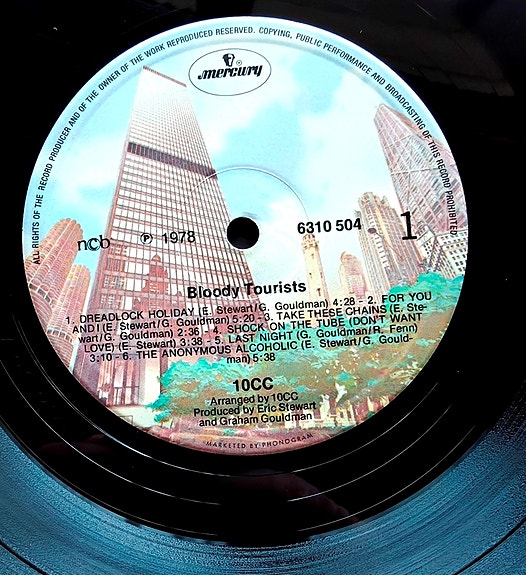 ALL RIGHTS OF THE RECORD PRODUCER AND OF THE OWNER OF THE WORK REPRODUCED RESERVED. COPYING, PUBLIC PERFORMANCE AND BROADCASTING OF THIS RECORD PROHIBITED.
mercury ®
ncb ℗ 1978
6310 504 1
Bloody Tourists
1. DREADLOCK HOLIDAY (E. Stewart/G. Gouldman) 4:28 - 2. FOR YOU
AND I (E. Stewart/G. Gouldman) 5:20 - 3. TAKE THESE CHAINS (E. Ste-
wart/G. Gouldman) 2:36 - 4. SHOCK ON THE TUBE (DON'T WANT
LOVE) (E. Stewart) 3:38 - 5. LAST NIGHT (G. Gouldman/R. Fenn)
3:10 - 6. THE ANONYMOUS ALCOHOLIC (E. Stewart/G. Gould-
man) 5:38
10CC
Arranged by 10CC
Produced by Eric Stewart
and Graham Gouldman
MARKETED BY PHONOGRAM